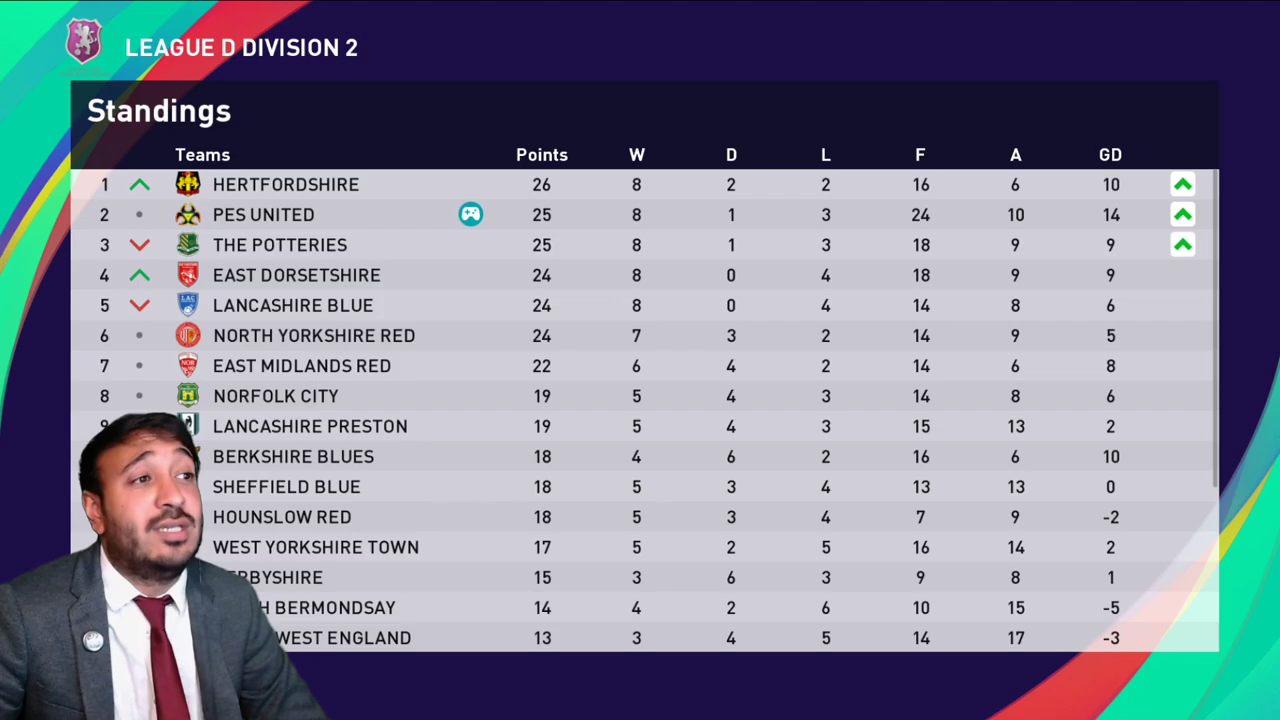 LEAGUE D DIVISION 2
Standings
Teams Points W D L F A GD
1 HERTFORDSHIRE 26 8 2 2 16 6 10
2 PES UNITED 25 8 1 3 24 10 14
3 THE POTTERIES 25 8 1 3 18 9 9
4 EAST DORSETSHIRE 24 8 0 4 18 9 9
5 LAC LANCASHIRE BLUE 24 8 0 4 14 8 6
6 NORTH YORKSHIRE RED 24 7 3 2 14 9 5
7 NOR EAST MIDLANDS RED 22 6 4 2 14 6 8
8 NORFOLK CITY 19 5 4 3 14 8 6
9 LANCASHIRE PRESTON 19 5 4 3 15 13 2
BERKSHIRE BLUES 18 4 6 2 16 6 10
SHEFFIELD BLUE 18 5 3 4 13 13 0
HOUNSLOW RED 18 5 3 4 7 9 -2
WEST YORKSHIRE TOWN 17 5 2 5 16 14 2
ERBYSHIRE 15 3 6 3 9 8 1
H BERMONDSAY 14 4 2 6 10 15 -5
WEST ENGLAND 13 3 4 5 14 17 -3